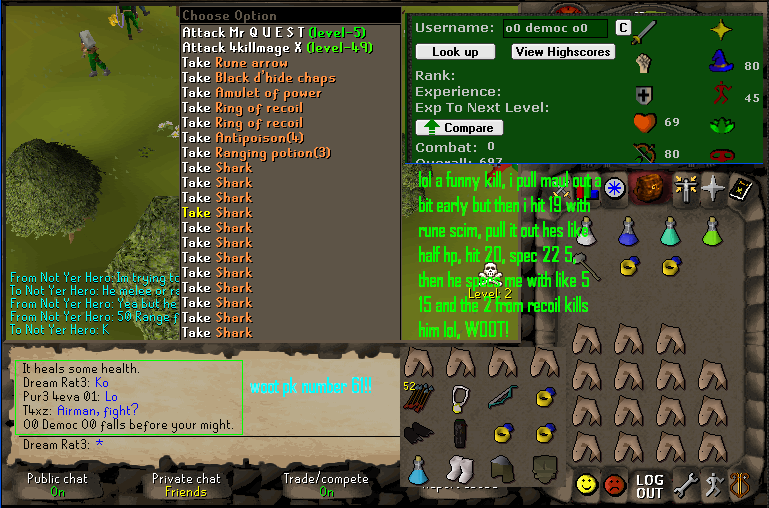 Choose Option
Attack Mr Q U E S T (level-5)
Attack 4killmage X (level-49)
Take Rune arrow
Take Black d'hide chaps
Take Amulet of power
Take Ring of recoil
Take Ring of recoil
Take Antipoison(4)
Take Ranging potion(3)
Take Shark
Take Shark
Take Shark
Take Shark
Take Shark
Take Shark
Take Shark
Take Shark
Take Shark
Take Shark
Take Shark
Take Shark
Username: o0 democ o0 C
Look up View Highscores
Rank:
Experience:
Exp To Next Level:
Compare
Combat: 0
Overall: 697
80
45
69
80
lol a funny kill, i pull maul out a
bit early but then i hit 19 with
rune scim, pull it out hes like
half hp, hit 20, spec 22 5,
then he specs me with like 5
15 and the 2 from recoil kills
him lol, WOOT!
Level 2
From Not Yer Hero: Im trying to
To Not Yer Hero: He melee or ra
From Not Yer Hero: Yea but he
From Not Yer Hero: 50 Range f
To Not Yer Hero: K
It heals some health.
Dream Rat3: Ko
Pur3 4eva 01: Lo
T4xz: Airman, fight?
O0 Democ O0 falls before your might.
Dream Rat3: *
woot pk number 61!!
52
Public chat
On
Private chat
Friends
Trade/compete
On
LOG
OUT